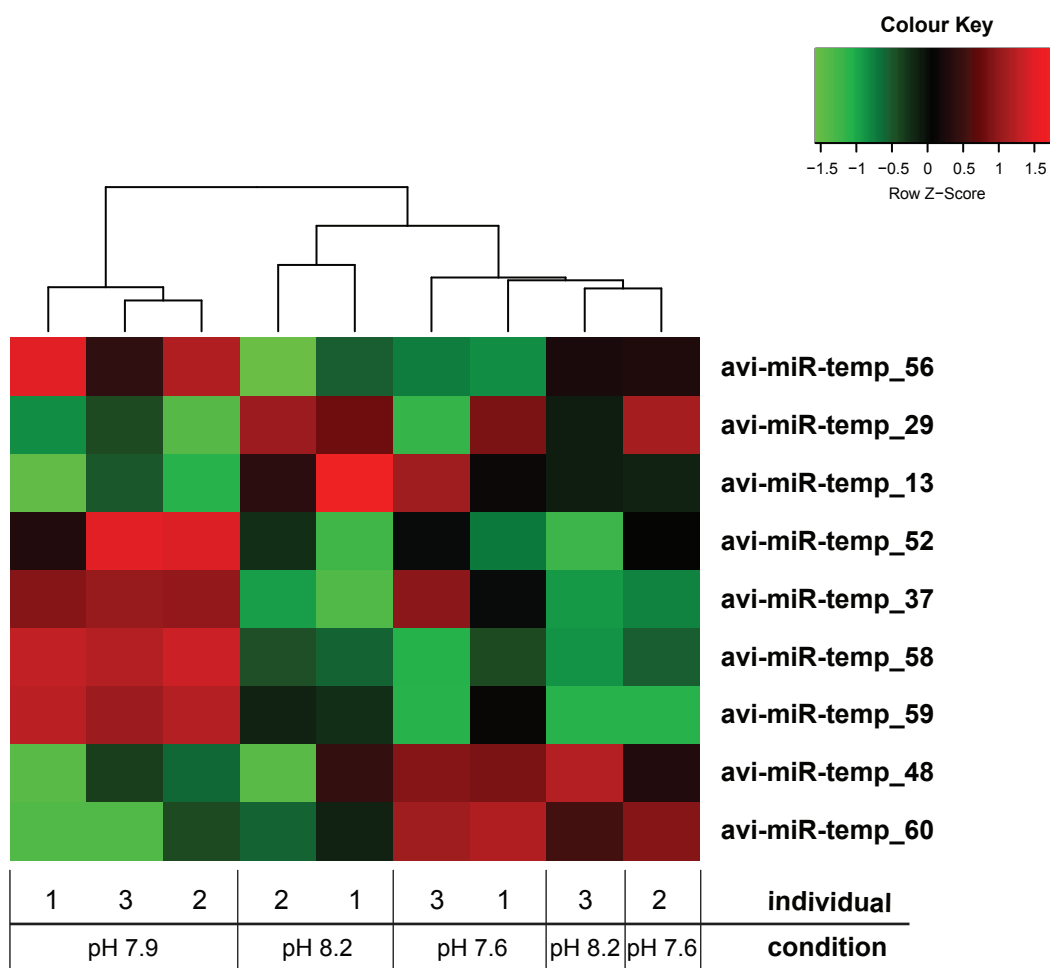 Colour Key
−1.5 −1 −0.5 0 0.5 1 1.5
Row Z−Score
avi-miR-temp_56
avi-miR-temp_29
avi-miR-temp_13
avi-miR-temp_52
avi-miR-temp_37
avi-miR-temp_58
avi-miR-temp_59
avi-miR-temp_48
avi-miR-temp_60
1 3 2 2 1 3 1 3 2 individual
pH 7.9 pH 8.2 pH 7.6 pH 8.2 pH 7.6 condition